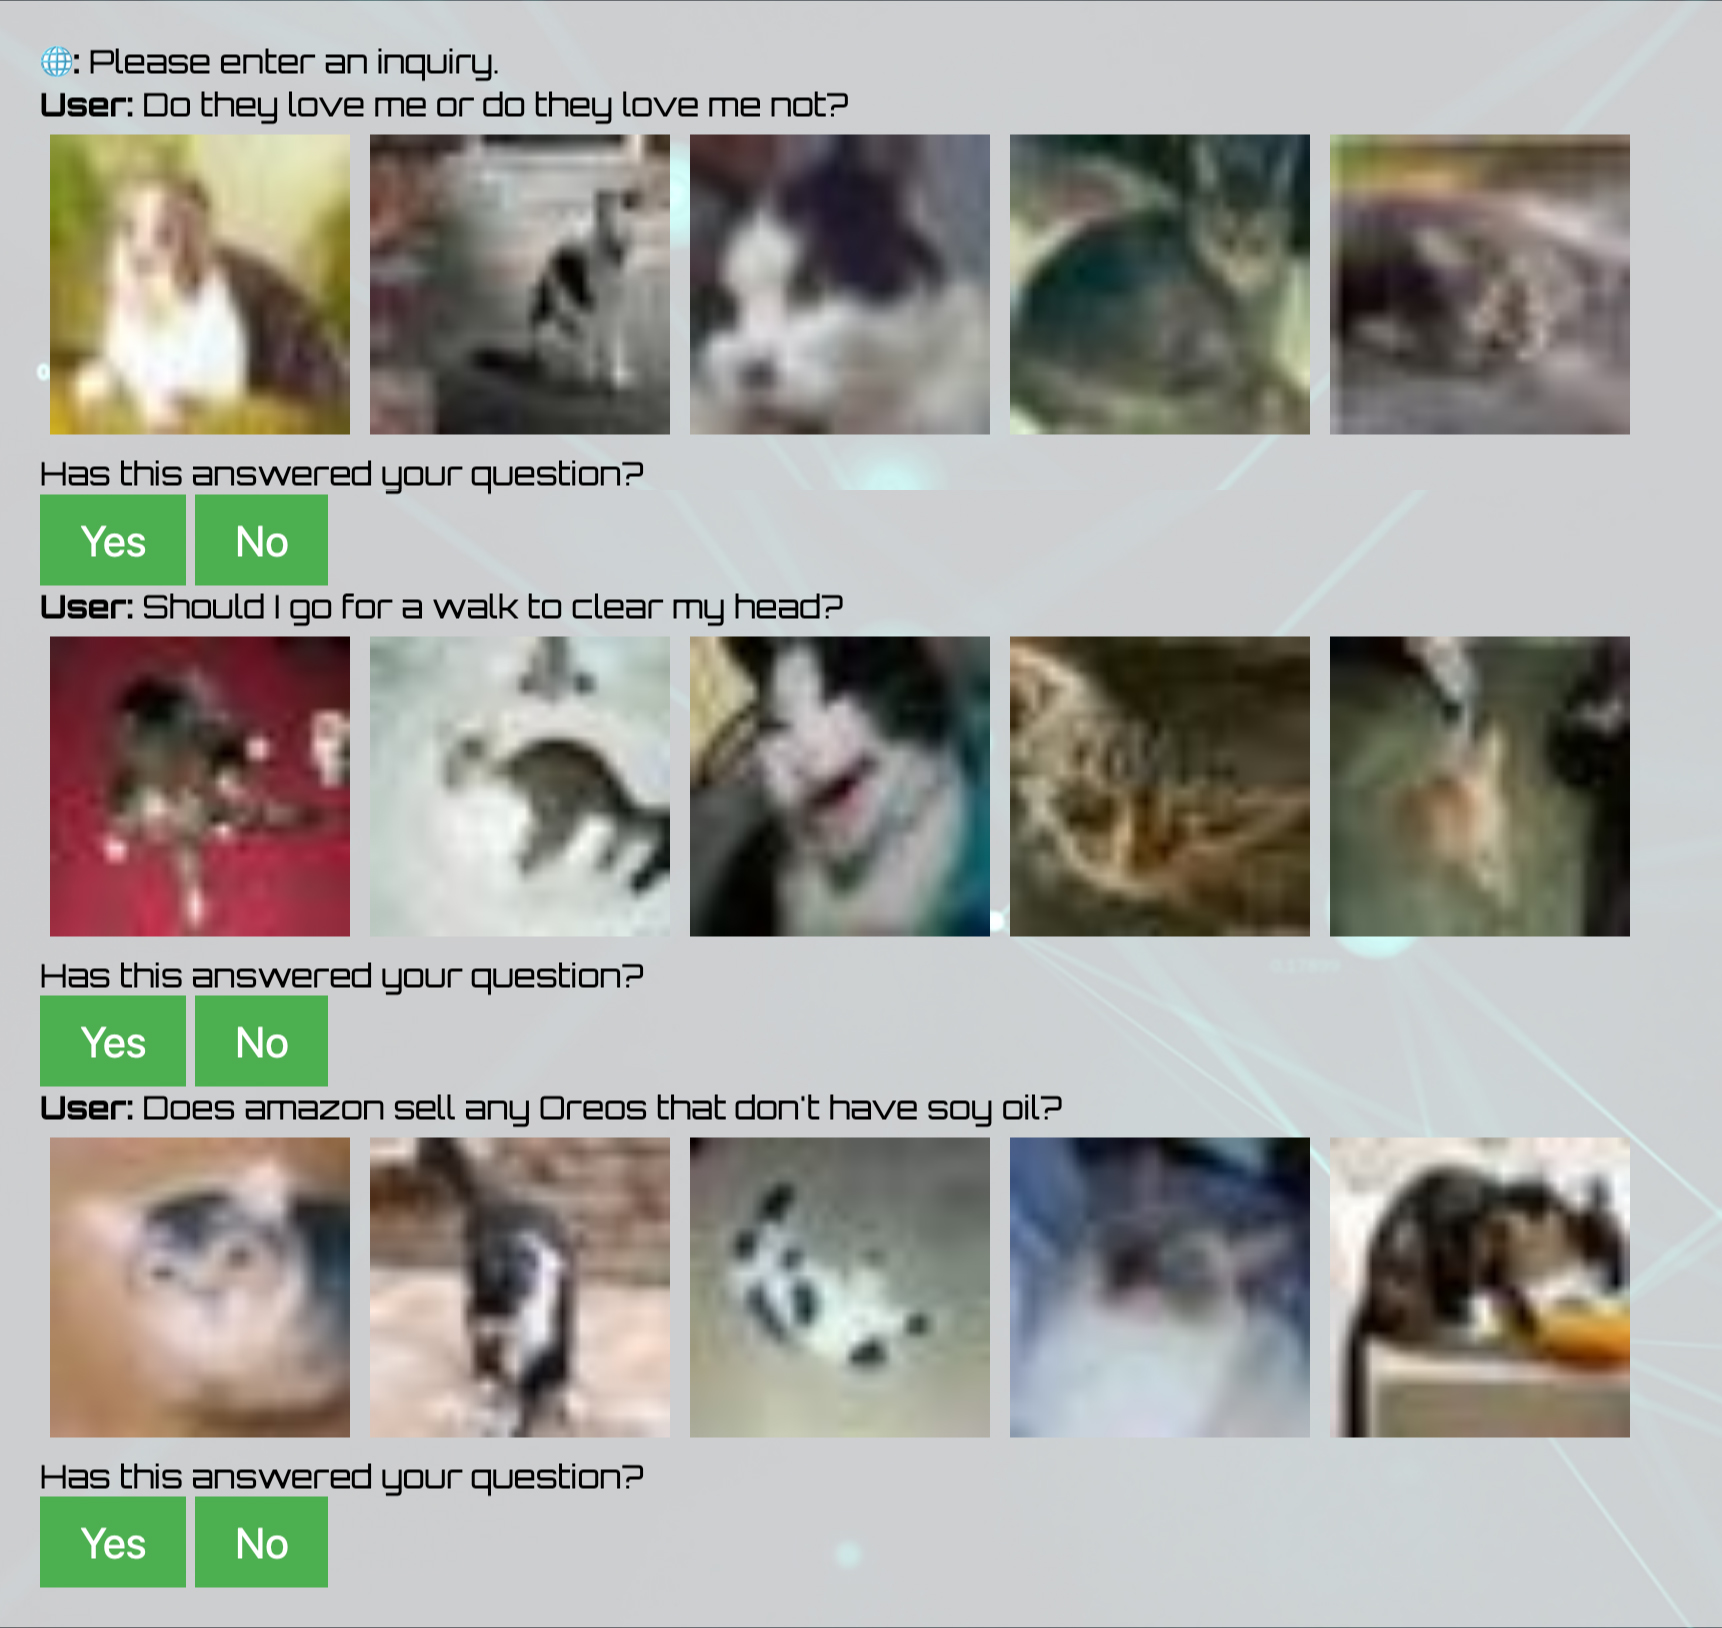 🌐: Please enter an inquiry.
User: Do they love me or do they love me not?
Has this answered your question?
Yes No
User: Should I go for a walk to clear my head?
Has this answered your question?
Yes No
User: Does amazon sell any Oreos that don't have soy oil?
Has this answered your question?
Yes No